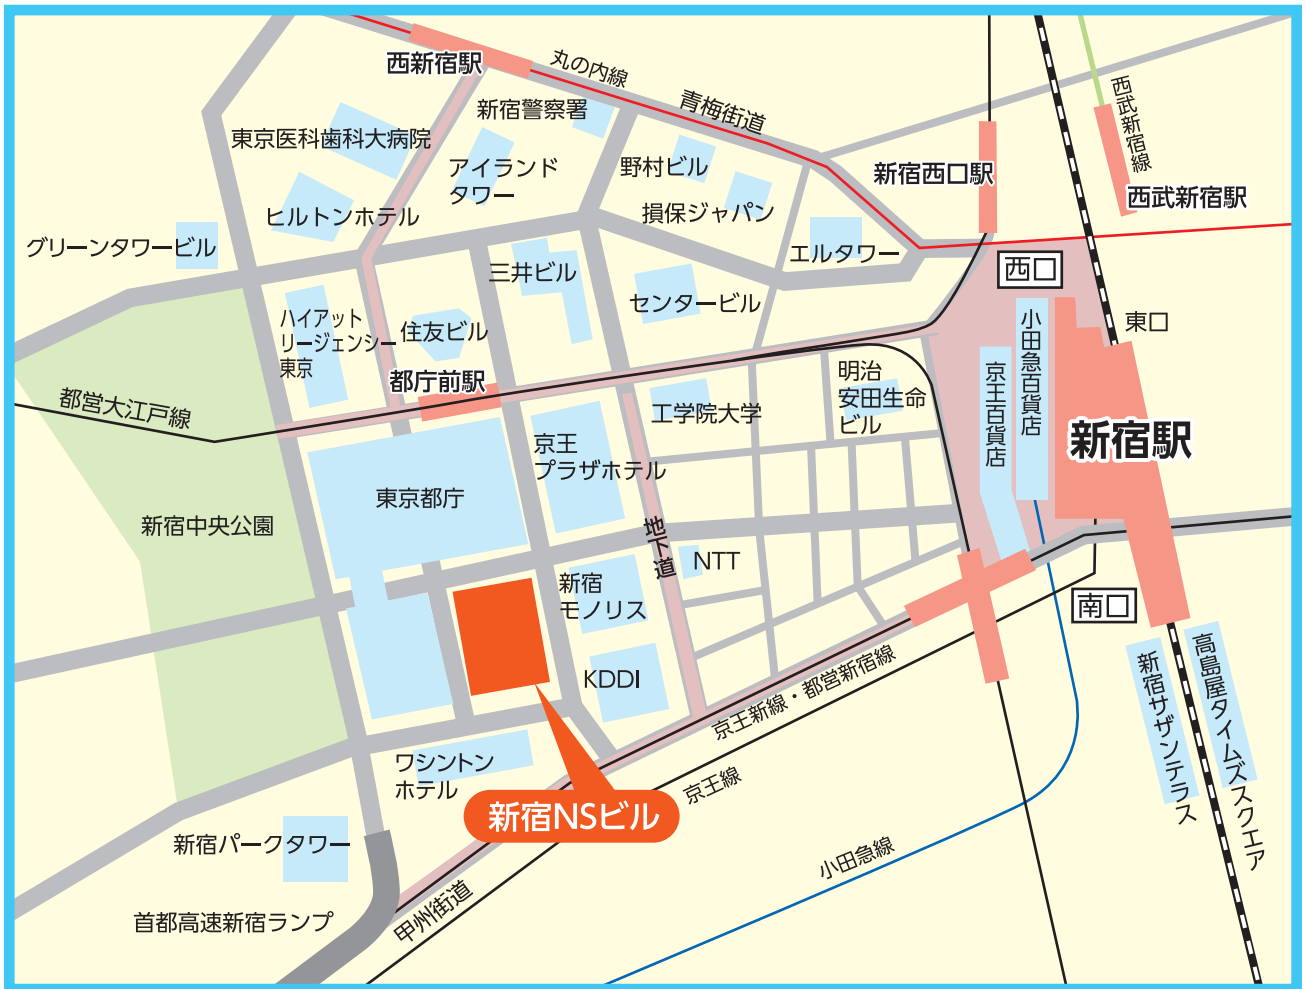 西新宿駅
丸の内線
青梅街道
新宿警察署
東京医科歯科大病院
アイランド
タワー
野村ビル
損保ジャパン
新宿西口駅
西武新宿線
西武新宿駅
ヒルトンホテル
グリーンタワービル
エルタワー
西口
三井ビル
センタービル
ハイアット
リージェンシー
東京
住友ビル
小田急百貨店
東口
都庁前駅
明治
安田生命
ビル
京王百貨店
都営大江戸線
工学院大学
新宿駅
京王
プラザホテル
東京都庁
新宿中央公園
地下道
NTT
新宿
モノリス
南口
KDDI
京王新線・都営新宿線
新宿サザンテラス
高島屋タイムズスクエア
ワシントン
ホテル
京王線
新宿NSビル
新宿パークタワー
小田急線
首都高速新宿ランプ
甲州街道